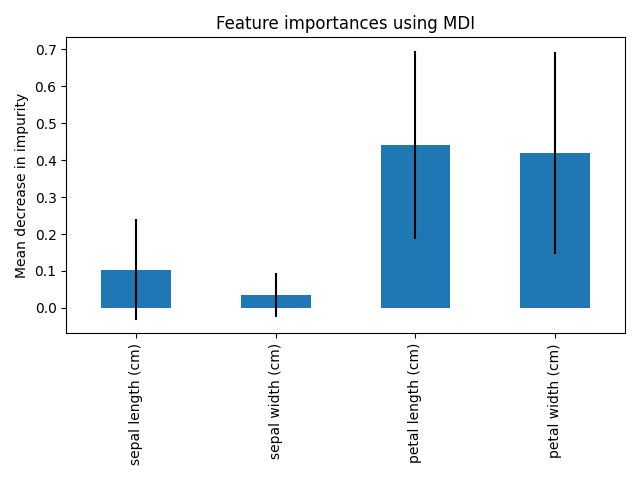 Feature importances using MDI
Mean decrease in impurity
0.7
0.6
0.5
0.4
0.3
0.2
0.1
0.0
sepal length (cm)
sepal width (cm)
petal length (cm)
petal width (cm)